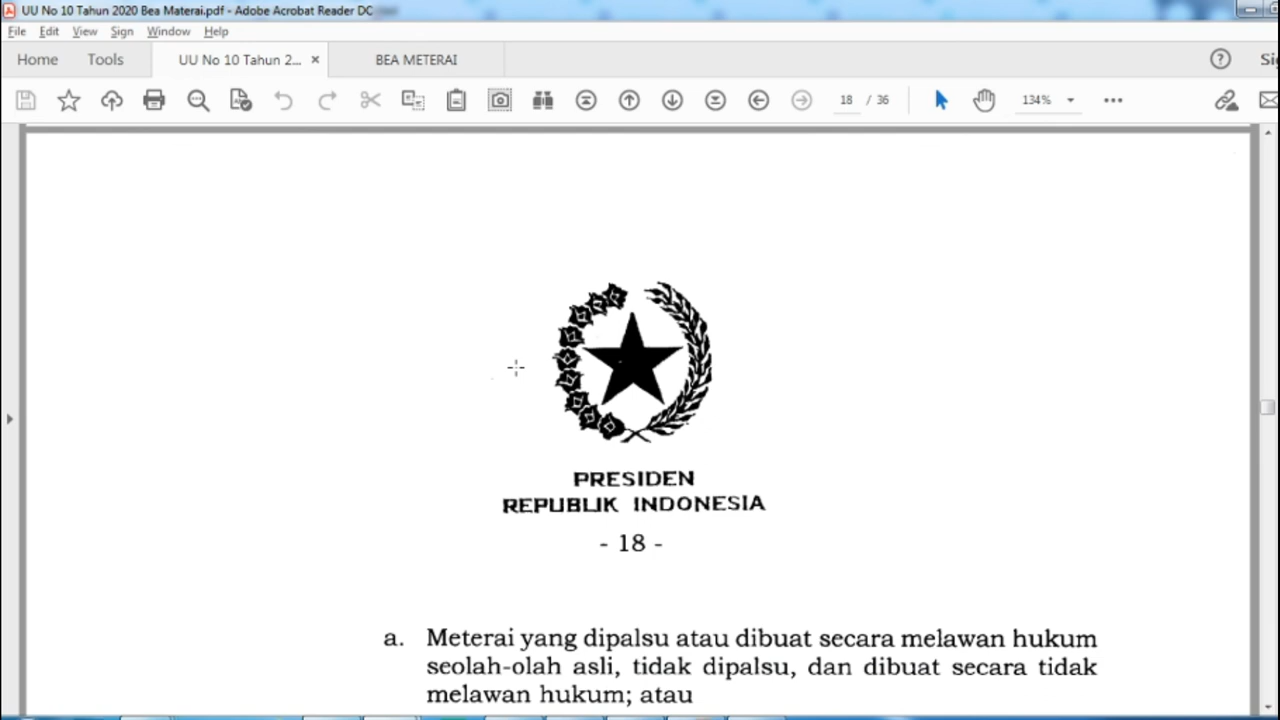 UU No 10 Tahun 2020 Bea Materai.pdf - Adobe Acrobat Reader DC
File Edit View Sign Window Help
Home Tools UU No 10 Tahun 2... × BEA METERAI
18 / 36 134%
PRESIDEN
REPUBLIK INDONESIA
- 18 -
a. Meterai yang dipalsu atau dibuat secara melawan hukum
seolah-olah asli, tidak dipalsu, dan dibuat secara tidak
melawan hukum; atau